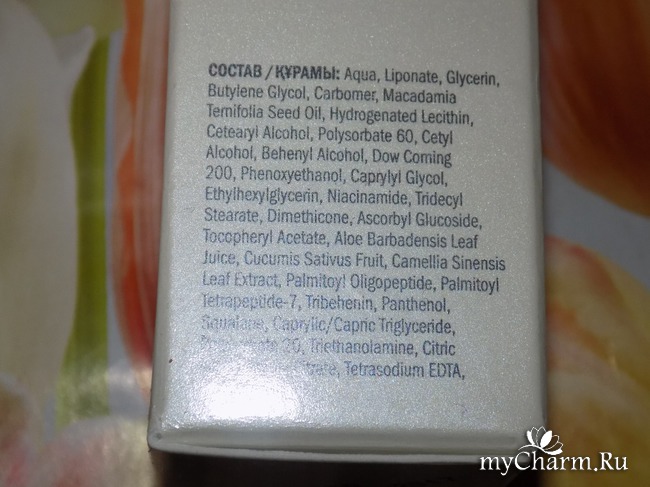 СОСТАВ/ҚҰРАМЫ: Aqua, Liponate, Glycerin,
Butylene Glycol, Carbomer, Macadamia
Ternifolia Seed Oil, Hydrogenated Lecithin,
Cetearyl Alcohol, Polysorbate 60, Cetyl
Alcohol, Behenyl Alcohol, Dow Corning
200, Phenoxyethanol, Caprylyl Glycol,
Ethylhexylglycerin, Niacinamide, Tridecyl
Stearate, Dimethicone, Ascorbyl Glucoside,
Tocopheryl Acetate, Aloe Barbadensis Leaf
Juice, Cucumis Sativus Fruit, Camellia Sinensis
Leaf Extract, Palmitoyl Oligopeptide, Palmitoyl
Tetrapeptide-7, Tribehenin, Panthenol,
Squalane, Caprylic/Capric Triglyceride,
20, Triethanolamine, Citric
Tetrasodium EDTA,
myCharm.Ru